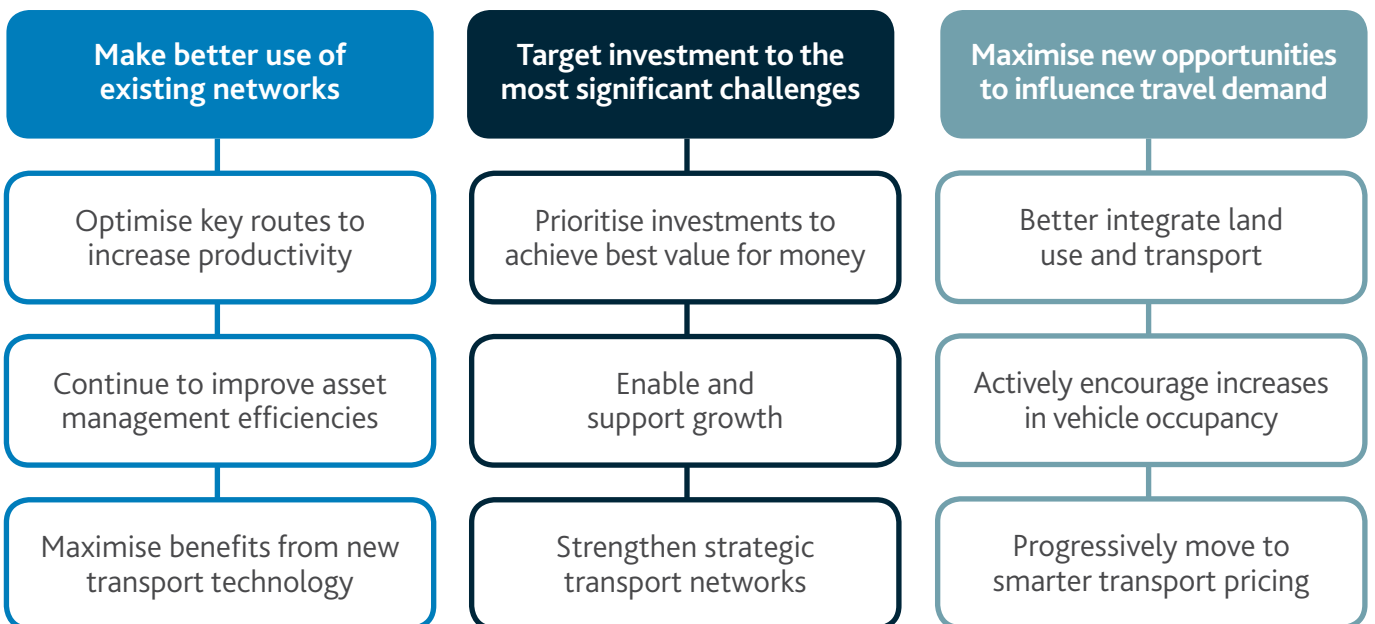 Make better use of
existing networks
Optimise key routes to
increase productivity
Continue to improve asset
management efficiencies
Maximise benefits from new
transport technology
Target investment to the
most significant challenges
Prioritise investments to
achieve best value for money
Enable and
support growth
Strengthen strategic
transport networks
Maximise new opportunities
to influence travel demand
Better integrate land
use and transport
Actively encourage increases
in vehicle occupancy
Progressively move to
smarter transport pricing